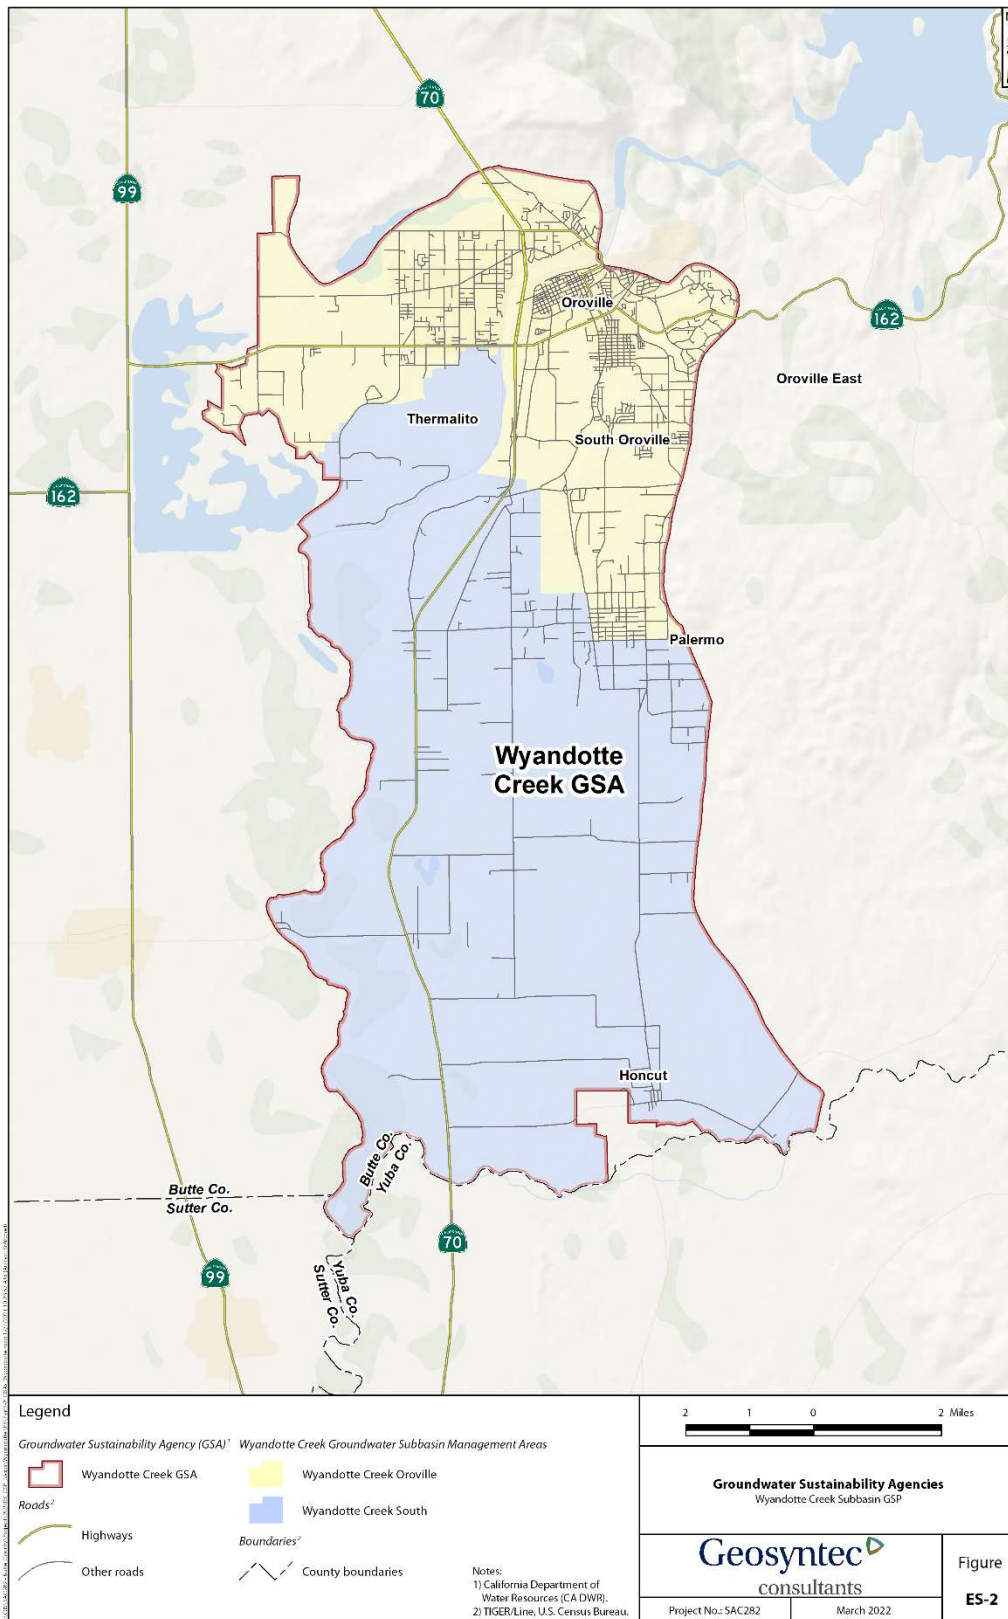 70
99
162
Oroville
Oroville East
Thermalito
South Oroville
162
Palermo
Wyandotte
Creek GSA
Honcut
Butte Co.
Yuba Co.
Butte Co.
Sutter Co.
70
99
Yuba Co.
Sutter Co.
Legend
Groundwater Sustainability Agency (GSA)¹
Wyandotte Creek GSA
Roads²
Highways
Other roads
Wyandotte Creek Groundwater Subbasin Management Areas
Wyandotte Creek Oroville
Wyandotte Creek South
Boundaries²
County boundaries
Notes:
1) California Department of
Water Resources (CA DWR).
2) TIGER/Line, U.S. Census Bureau.
2 1 0 2 Miles
Groundwater Sustainability Agencies
Wyandotte Creek Subbasin GSP
Geosyntec
consultants
Project No.: SAC282
March 2022
Figure
ES-2